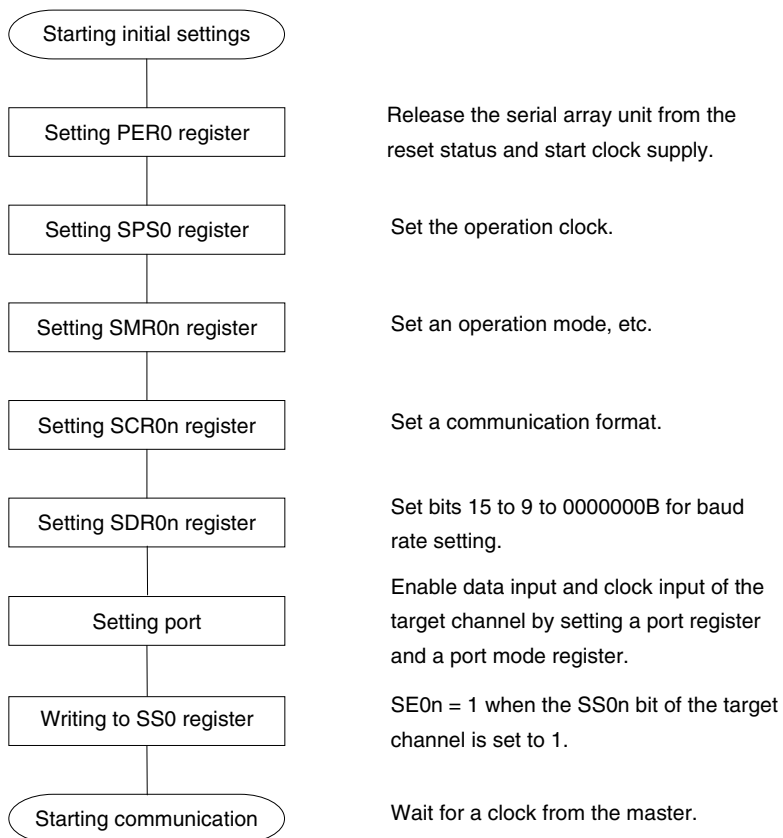 Starting initial settings
Setting PER0 register
Release the serial array unit from the
reset status and start clock supply.
Setting SPS0 register
Set the operation clock.
Setting SMR0n register
Set an operation mode, etc.
Setting SCR0n register
Set a communication format.
Setting SDR0n register
Set bits 15 to 9 to 0000000B for baud
rate setting.
Setting port
Enable data input and clock input of the
target channel by setting a port register
and a port mode register.
Writing to SS0 register
SE0n = 1 when the SS0n bit of the target
channel is set to 1.
Starting communication
Wait for a clock from the master.